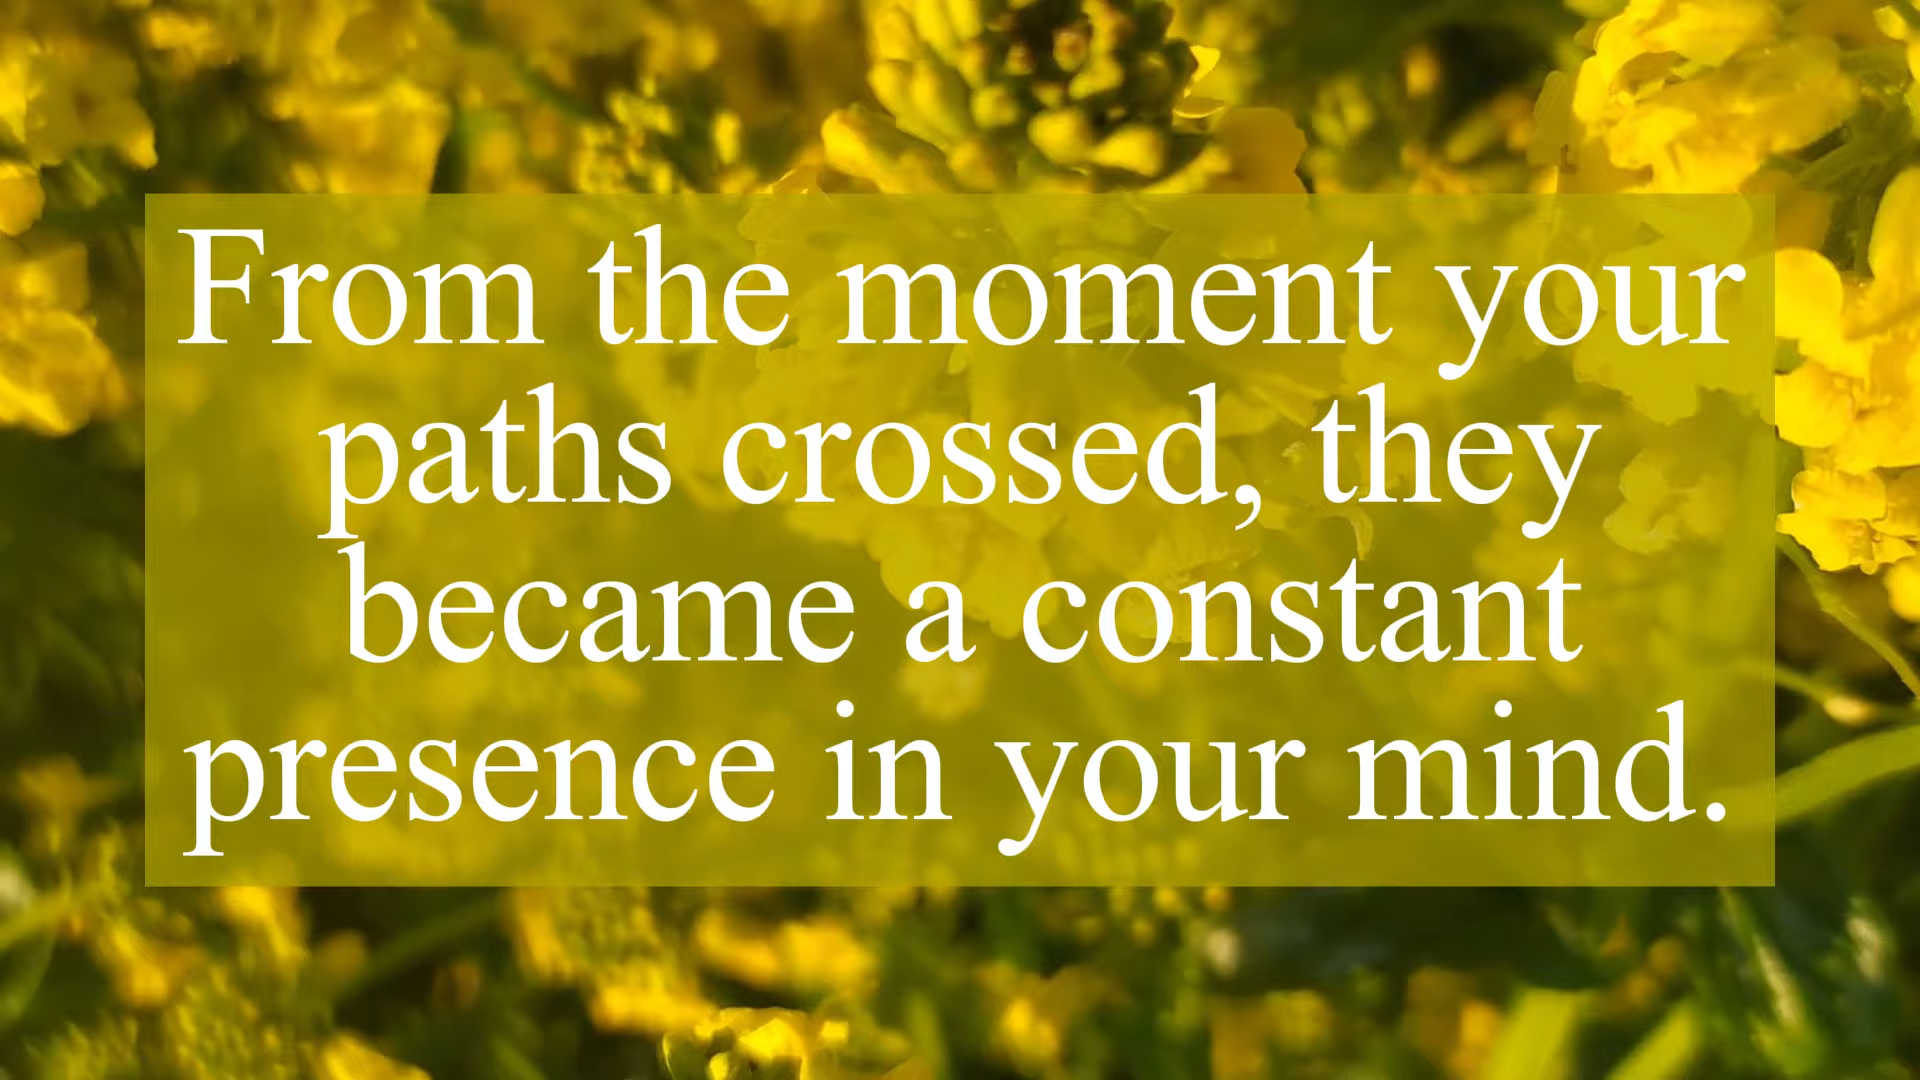 From the moment your
paths crossed, they
became a constant
presence in your mind.